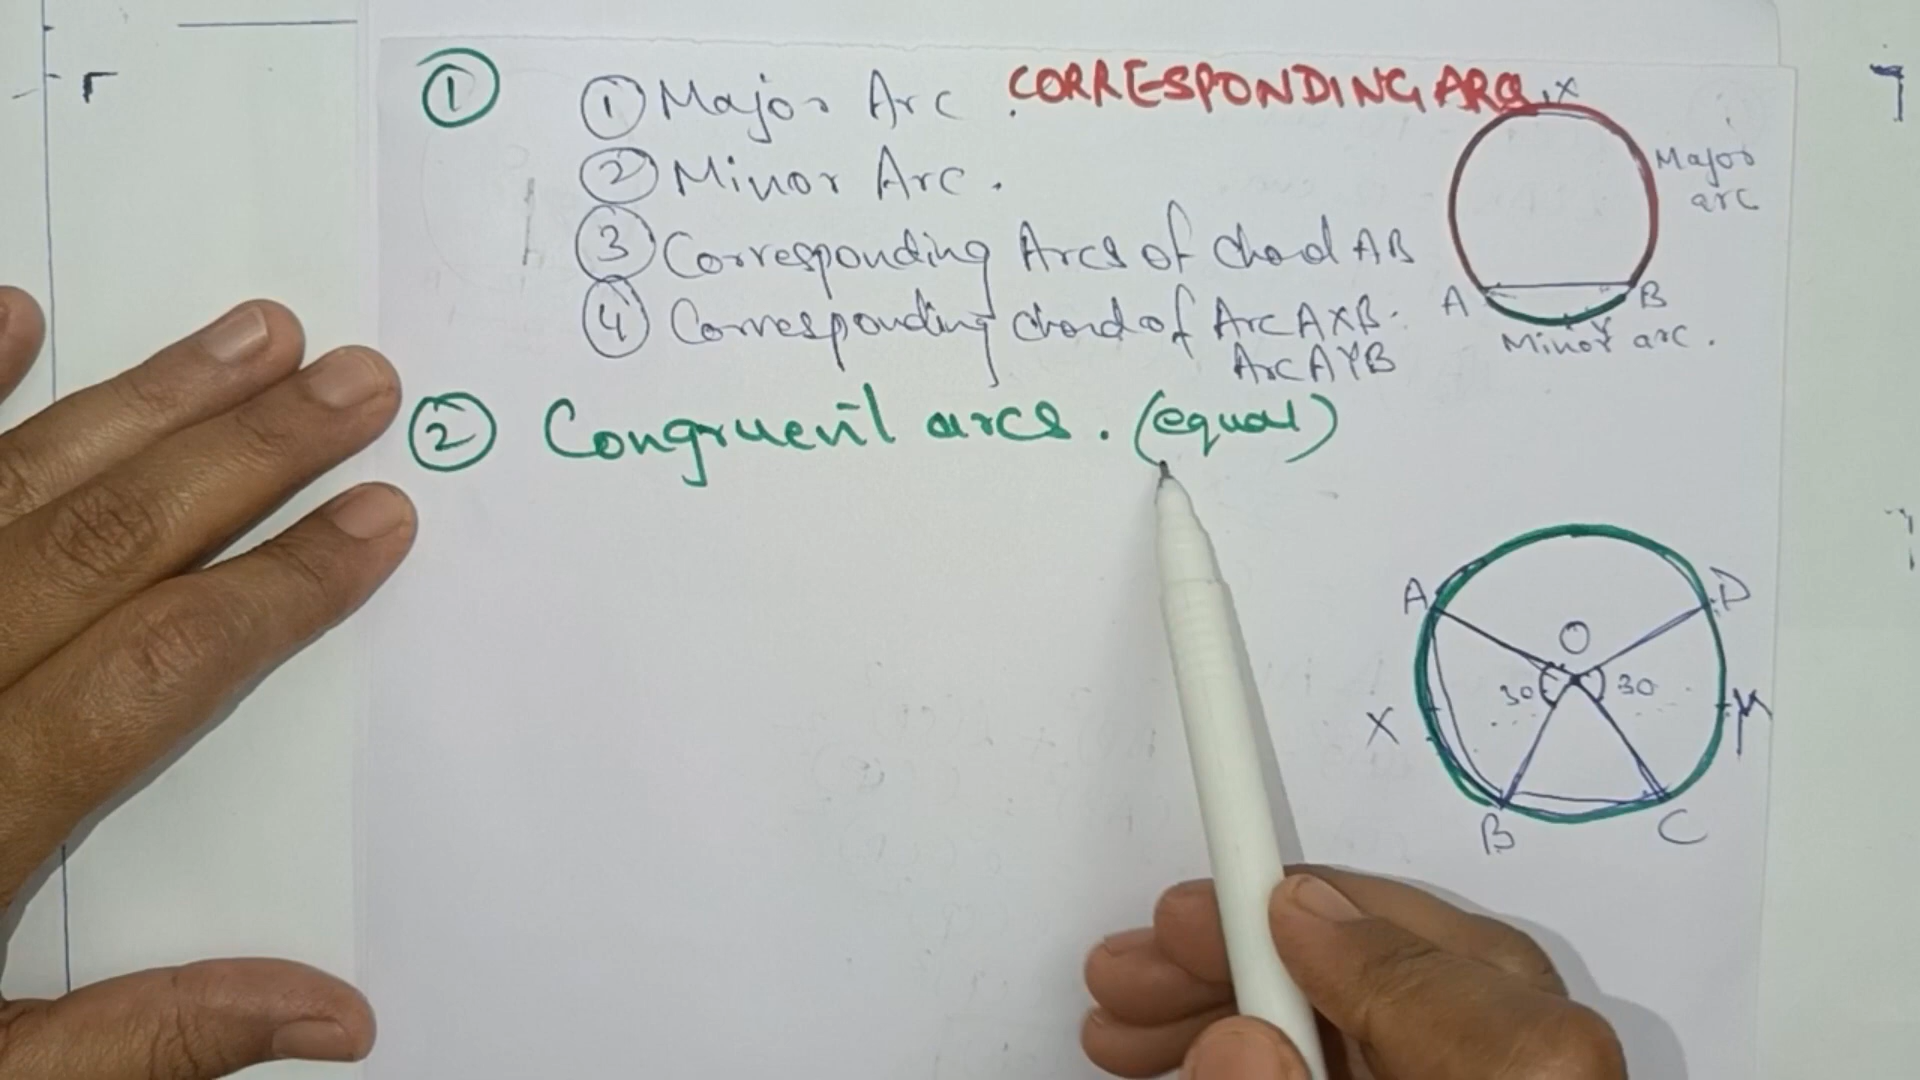 ① ① Major Arc CORRESPONDING ARCS
② Minor Arc.
③ Corresponding Arcs of chord AB
④ Corresponding chord of Arc AXB.
Arc AYB
X
Major
arc
A B
Y
Minor arc.
② Congruent arcs. (equal)
A D
O
30 30
X
B C